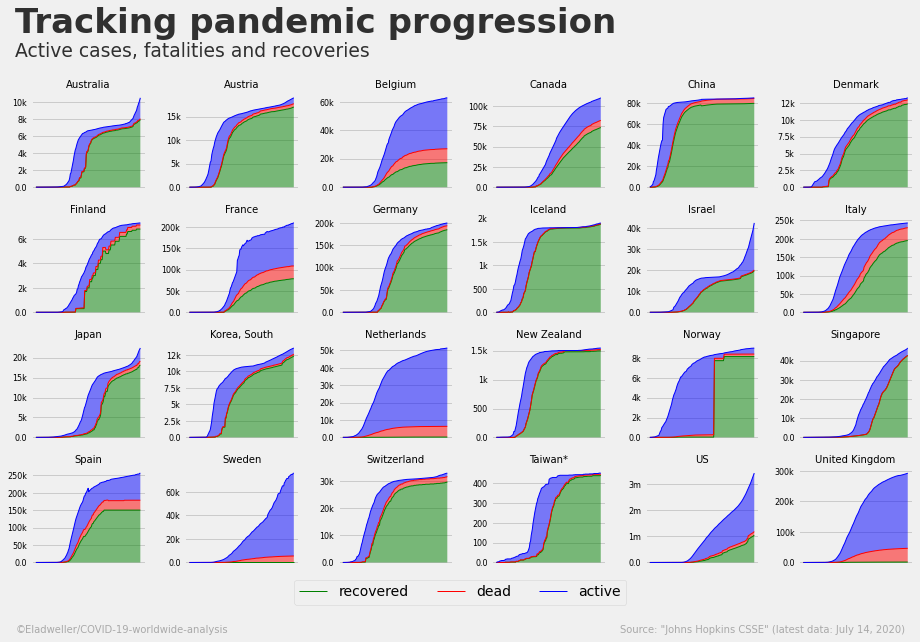 Tracking pandemic progression
Active cases, fatalities and recoveries
Australia Austria Belgium Canada China Denmark
10k
8k
6k
4k
2k
0.0
15k
10k
5k
0.0
60k
40k
20k
0.0
100k
75k
50k
25k
0.0
80k
60k
40k
20k
0.0
12k
10k
7.5k
5k
2.5k
0.0
Finland France Germany Iceland Israel Italy
6k
4k
2k
0.0
200k
150k
100k
50k
0.0
200k
150k
100k
50k
0.0
2k
1.5k
1k
500
0.0
40k
30k
20k
10k
0.0
250k
200k
150k
100k
50k
0.0
Japan Korea, South Netherlands New Zealand Norway Singapore
20k
15k
10k
5k
0.0
12k
10k
7.5k
5k
2.5k
0.0
50k
40k
30k
20k
10k
0.0
1.5k
1k
500
0.0
8k
6k
4k
2k
0.0
40k
30k
20k
10k
0.0
Spain Sweden Switzerland Taiwan* US United Kingdom
250k
200k
150k
100k
50k
0.0
60k
40k
20k
0.0
30k
20k
10k
0.0
400
300
200
100
0.0
3m
2m
1m
0.0
300k
200k
100k
0.0
recovered dead active
©Eladweller/COVID-19-worldwide-analysis Source: "Johns Hopkins CSSE" (latest data: July 14, 2020)